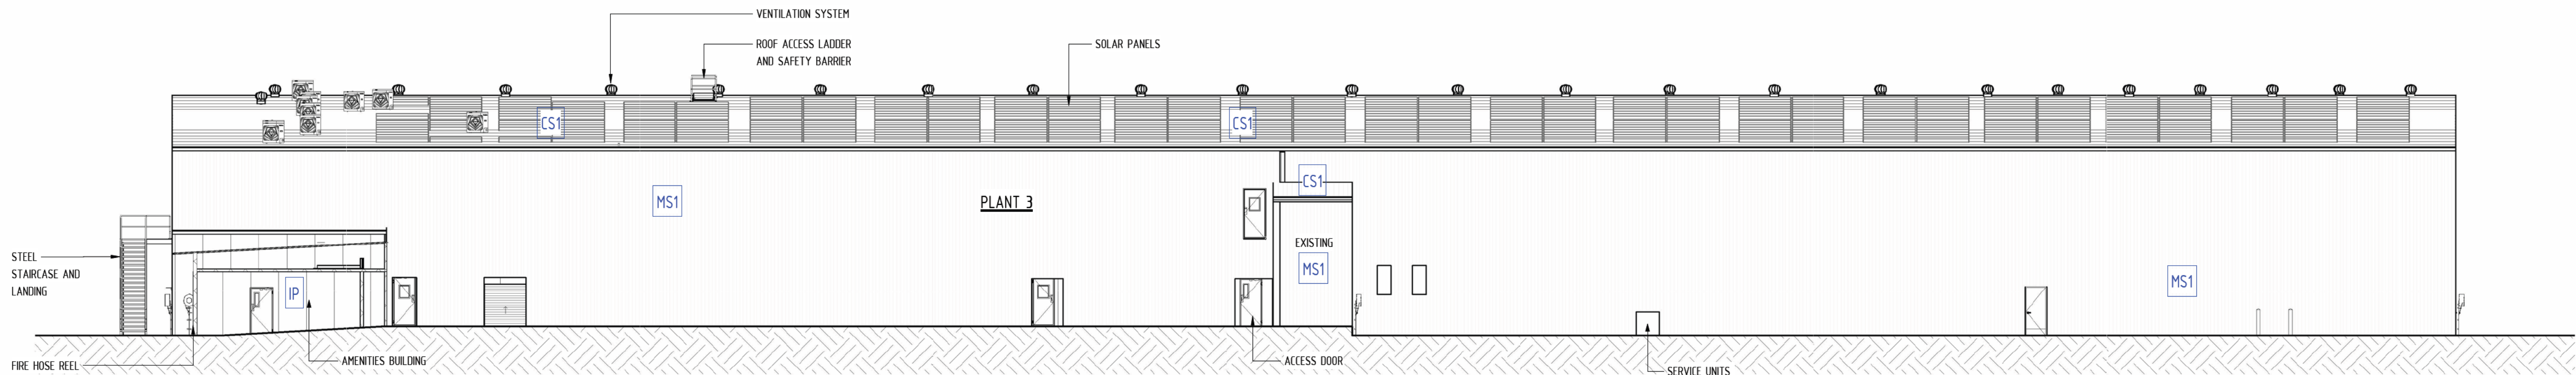 VENTILATION SYSTEM
ROOF ACCESS LADDER
AND SAFETY BARRIER
SOLAR PANELS
CS1
CS1
CS1
MS1
PLANT 3
EXISTING
MS1
MS1
STEEL
STAIRCASE AND
LANDING
IP
FIRE HOSE REEL
AMENITIES BUILDING
ACCESS DOOR
SERVICE UNITS